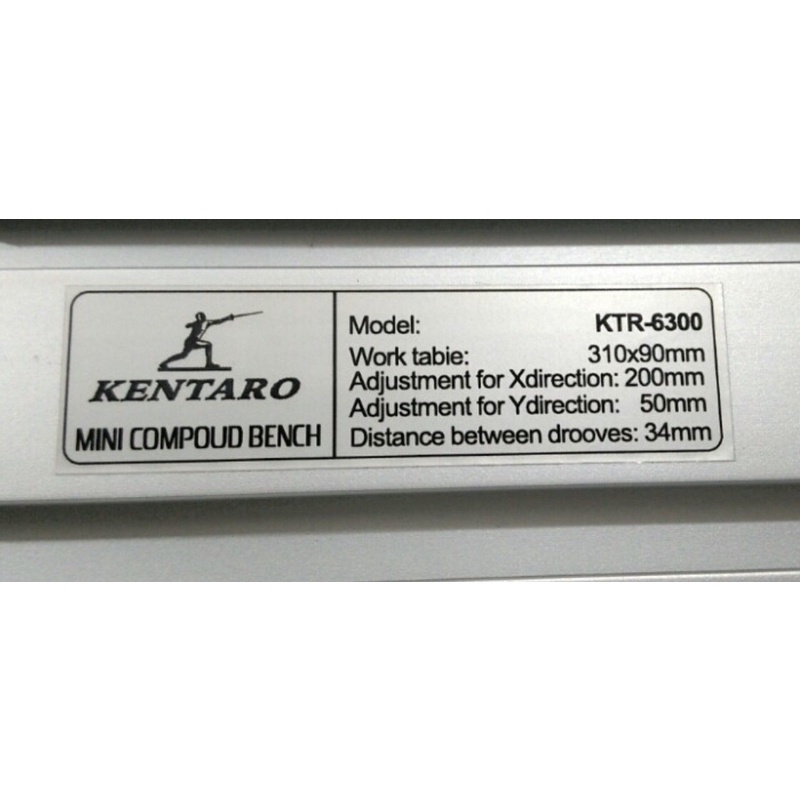 KENTARO
MINI COMPOUD BENCH
Model: KTR-6300
Work tabie: 310x90mm
Adjustment for Xdirection: 200mm
Adjustment for Ydirection: 50mm
Distance between drooves: 34mm